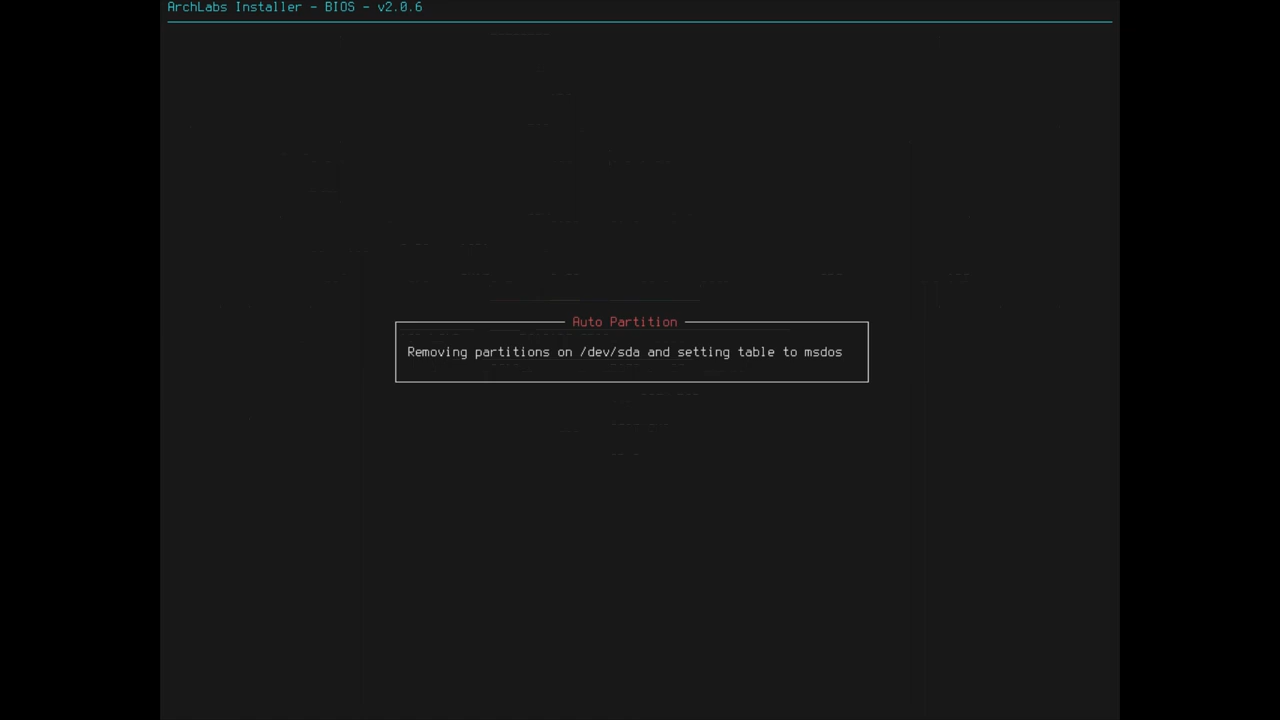 ArchLabs Installer - BIOS - v2.0.6
Auto Partition
Removing partitions on /dev/sda and setting table to msdos